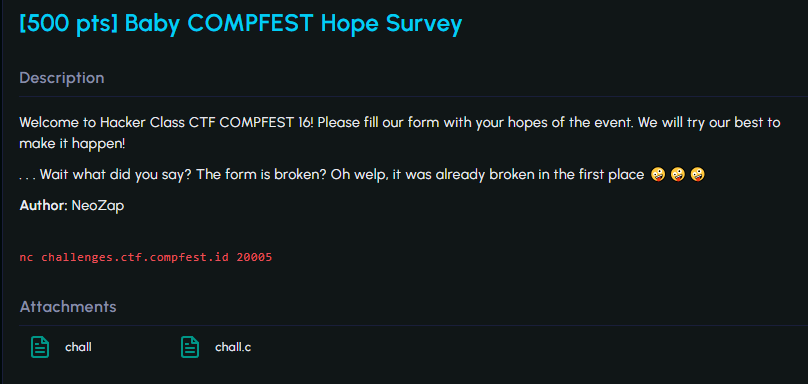 [500 pts] Baby COMPFEST Hope Survey
Description
Welcome to Hacker Class CTF COMPFEST 16! Please fill our form with your hopes of the event. We will try our best to
make it happen!
. . . Wait what did you say? The form is broken? Oh welp, it was already broken in the first place 🤪 🤪 🤪
Author: NeoZap
nc challenges.ctf.compfest.id 20005
Attachments
chall chall.c